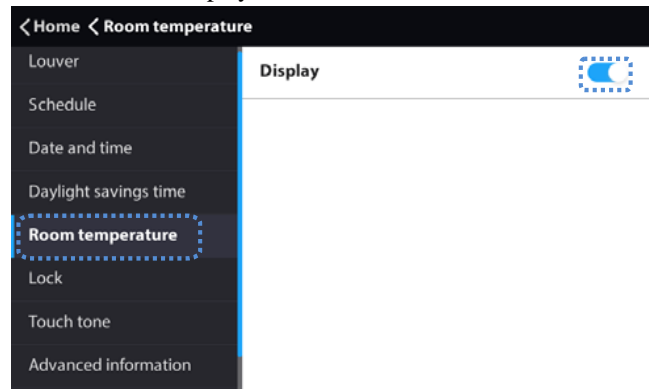 Home Room temperature
Louver
Display
Schedule
Date and time
Daylight savings time
Room temperature
Lock
Touch tone
Advanced information